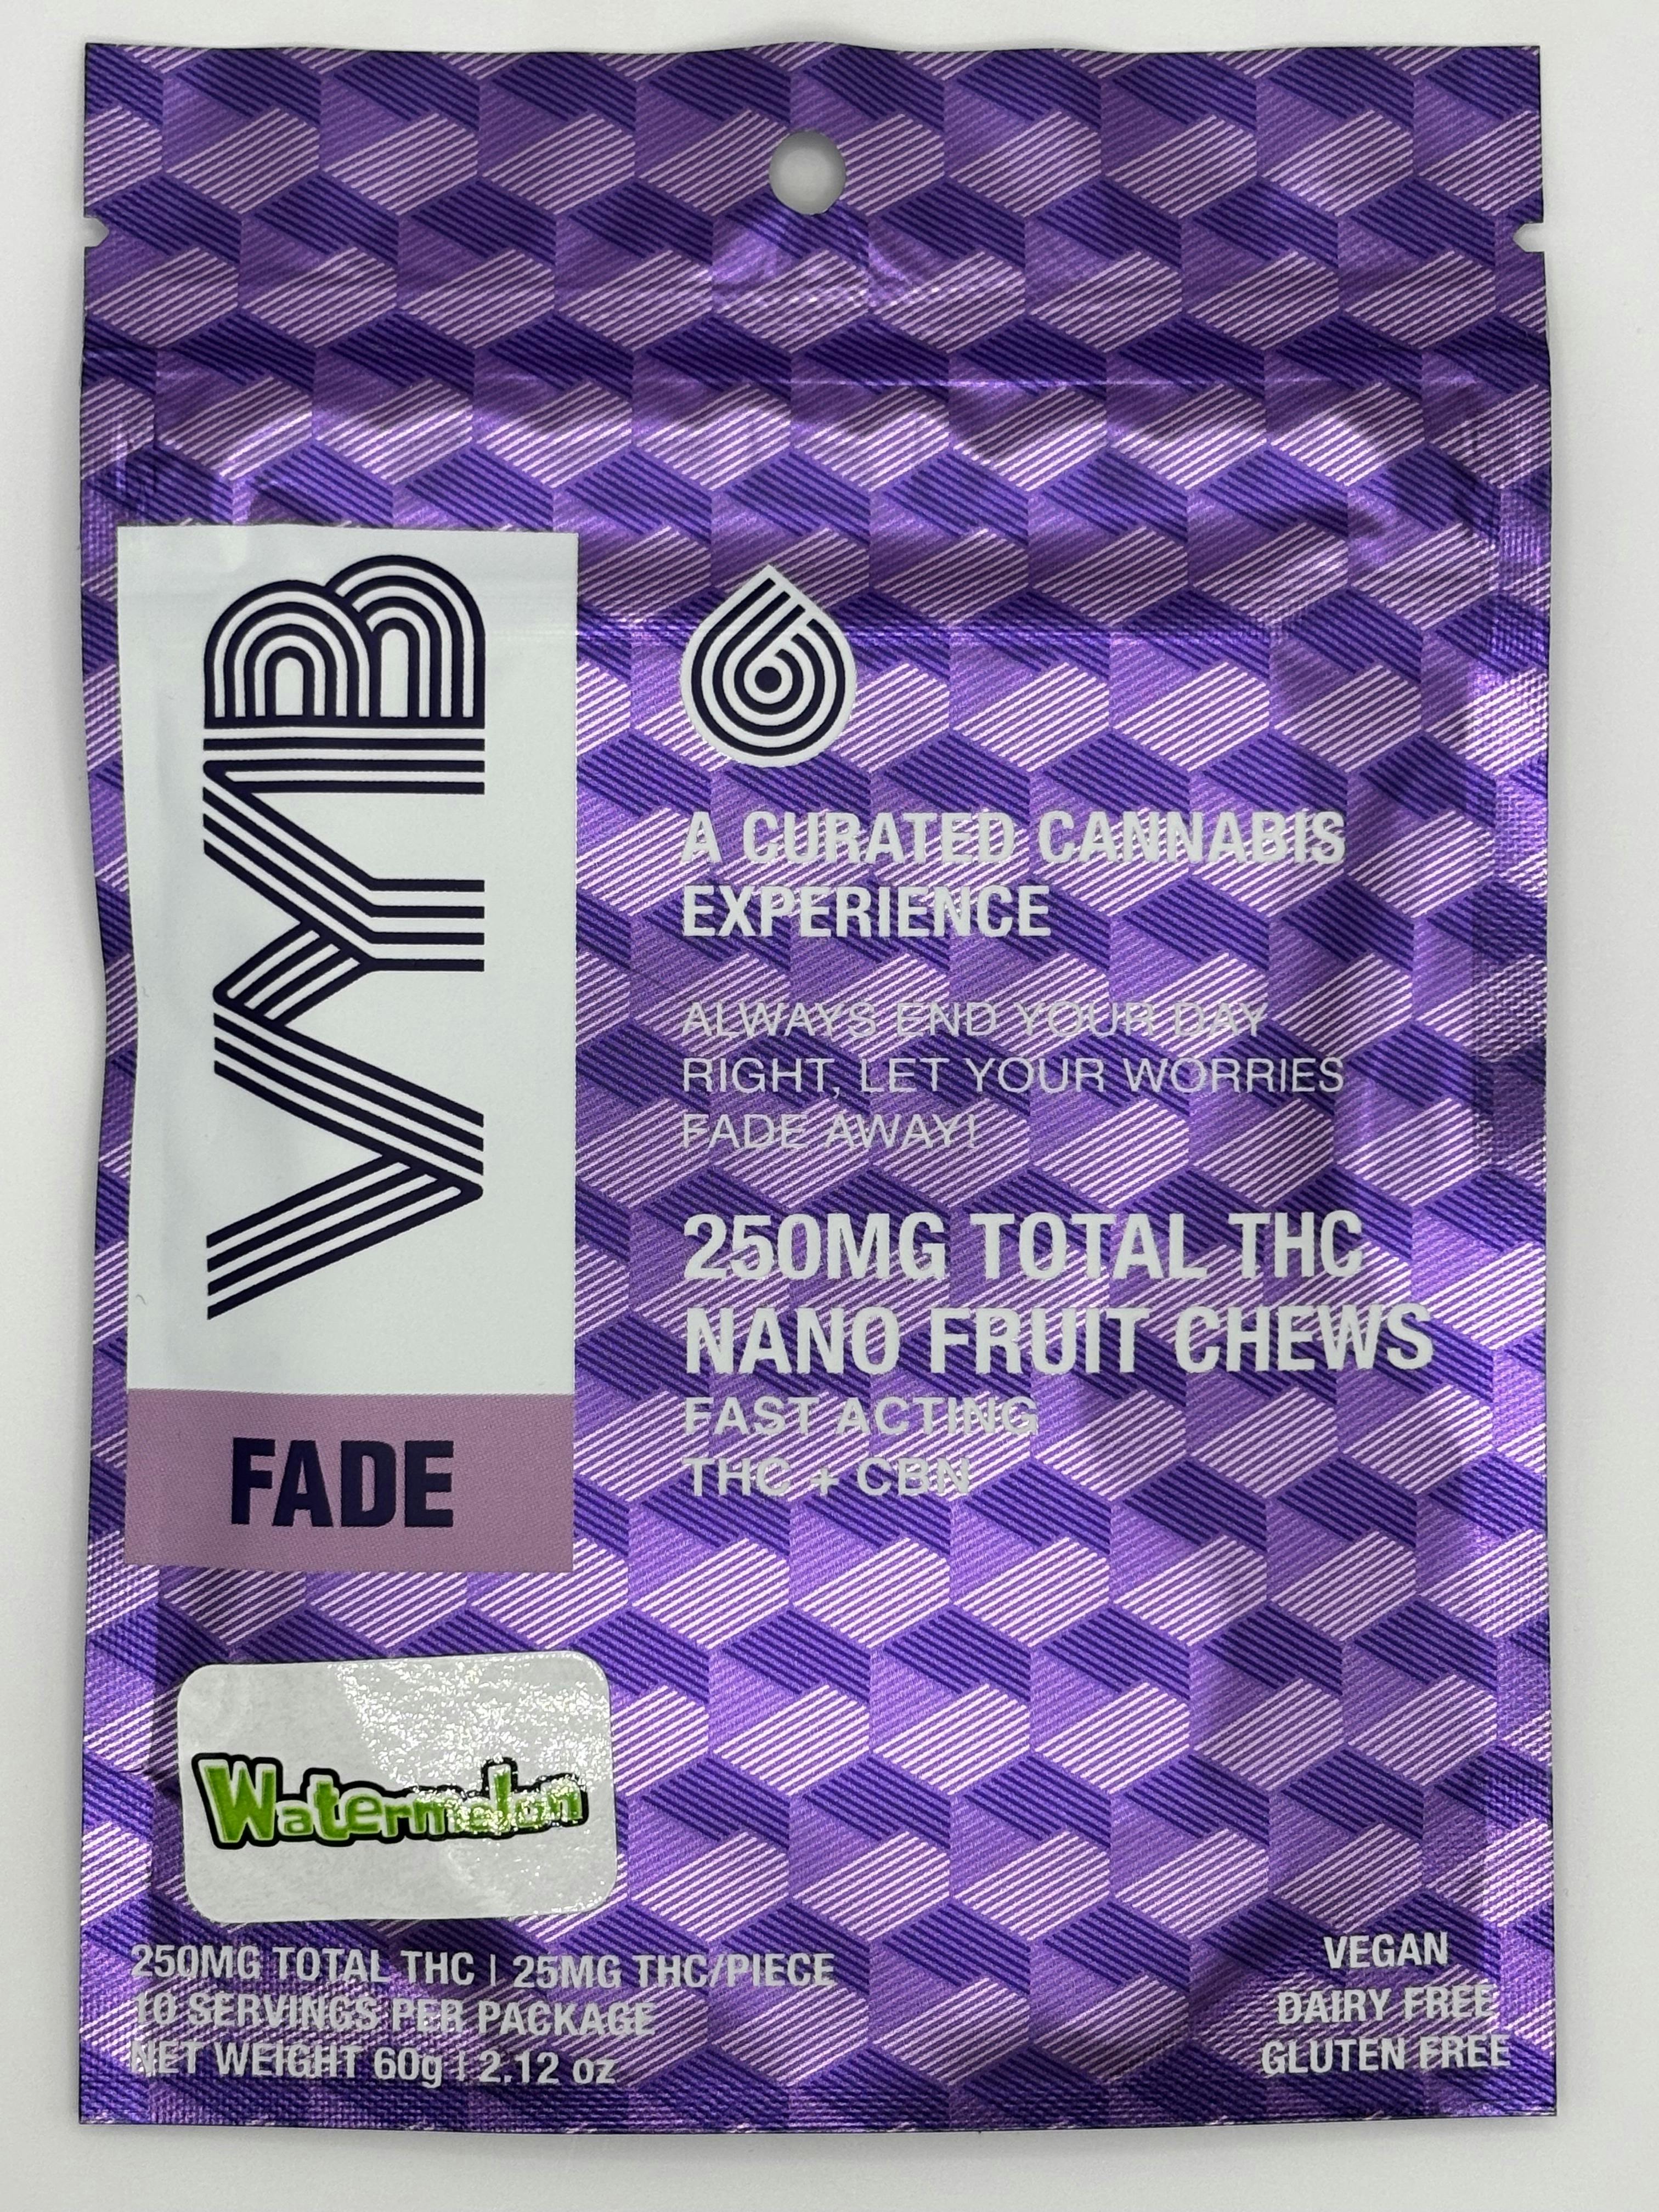 VYB
FADE
A CURATED CANNABIS
EXPERIENCE
ALWAYS END YOUR DAY
RIGHT, LET YOUR WORRIES
FADE AWAY!
250MG TOTAL THC
NANO FRUIT CHEWS
FAST ACTING
THC + CBN
Watermelon
250MG TOTAL THC | 25MG THC/PIECE
10 SERVINGS PER PACKAGE
NET WEIGHT 60g | 2.12 oz
VEGAN
DAIRY FREE
GLUTEN FREE